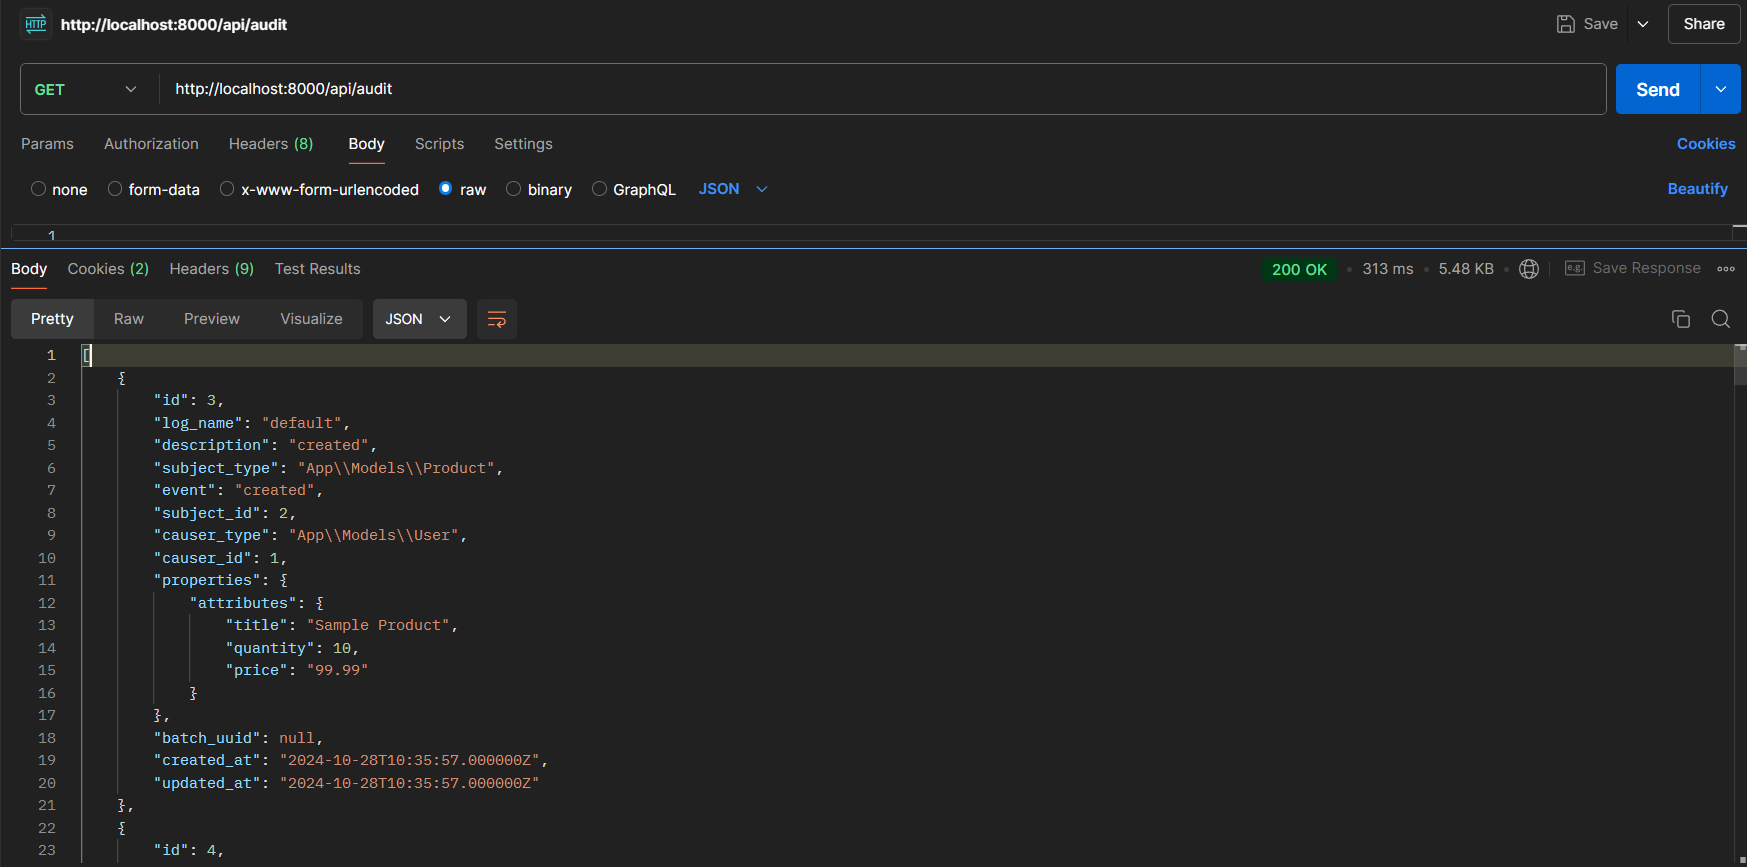 HTTP http://localhost:8000/api/audit Save Share
GET http://localhost:8000/api/audit Send
Params Authorization Headers (8) Body Scripts Settings Cookies
none form-data x-www-form-urlencoded raw binary GraphQL JSON Beautify
1
Body Cookies (2) Headers (9) Test Results 200 OK • 313 ms • 5.48 KB • e.g. Save Response
Pretty Raw Preview Visualize JSON
1 [
2 {
3 "id": 3,
4 "log_name": "default",
5 "description": "created",
6 "subject_type": "App\\Models\\Product",
7 "event": "created",
8 "subject_id": 2,
9 "causer_type": "App\\Models\\User",
10 "causer_id": 1,
11 "properties": {
12 "attributes": {
13 "title": "Sample Product",
14 "quantity": 10,
15 "price": "99.99"
16 }
17 },
18 "batch_uuid": null,
19 "created_at": "2024-10-28T10:35:57.000000Z",
20 "updated_at": "2024-10-28T10:35:57.000000Z"
21 },
22 {
23 "id": 4,